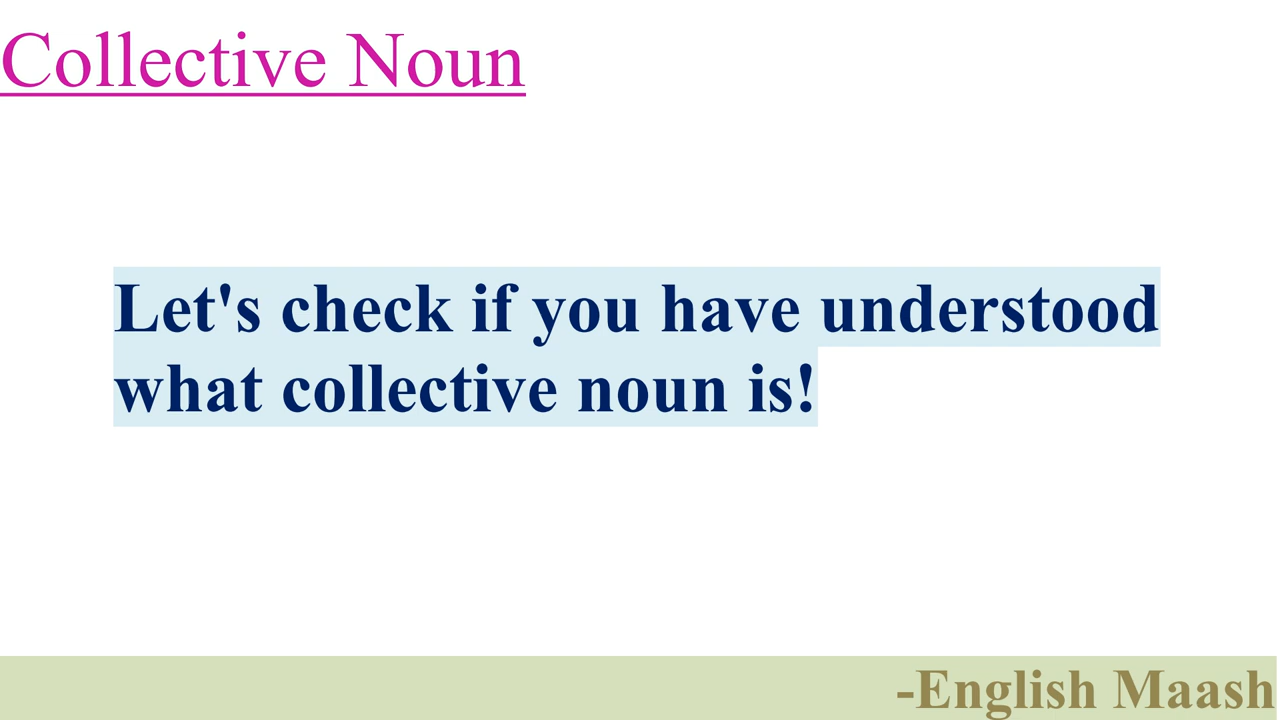 Collective Noun
Let's check if you have understood
what collective noun is!
-English Maash